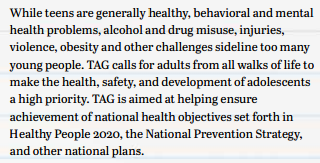 While teens are generally healthy, behavioral and mental
health problems, alcohol and drug misuse, injuries,
violence, obesity and other challenges sideline too many
young people. TAG calls for adults from all walks of life to
make the health, safety, and development of adolescents
a high priority. TAG is aimed at helping ensure
achievement of national health objectives set forth in
Healthy People 2020, the National Prevention Strategy,
and other national plans.